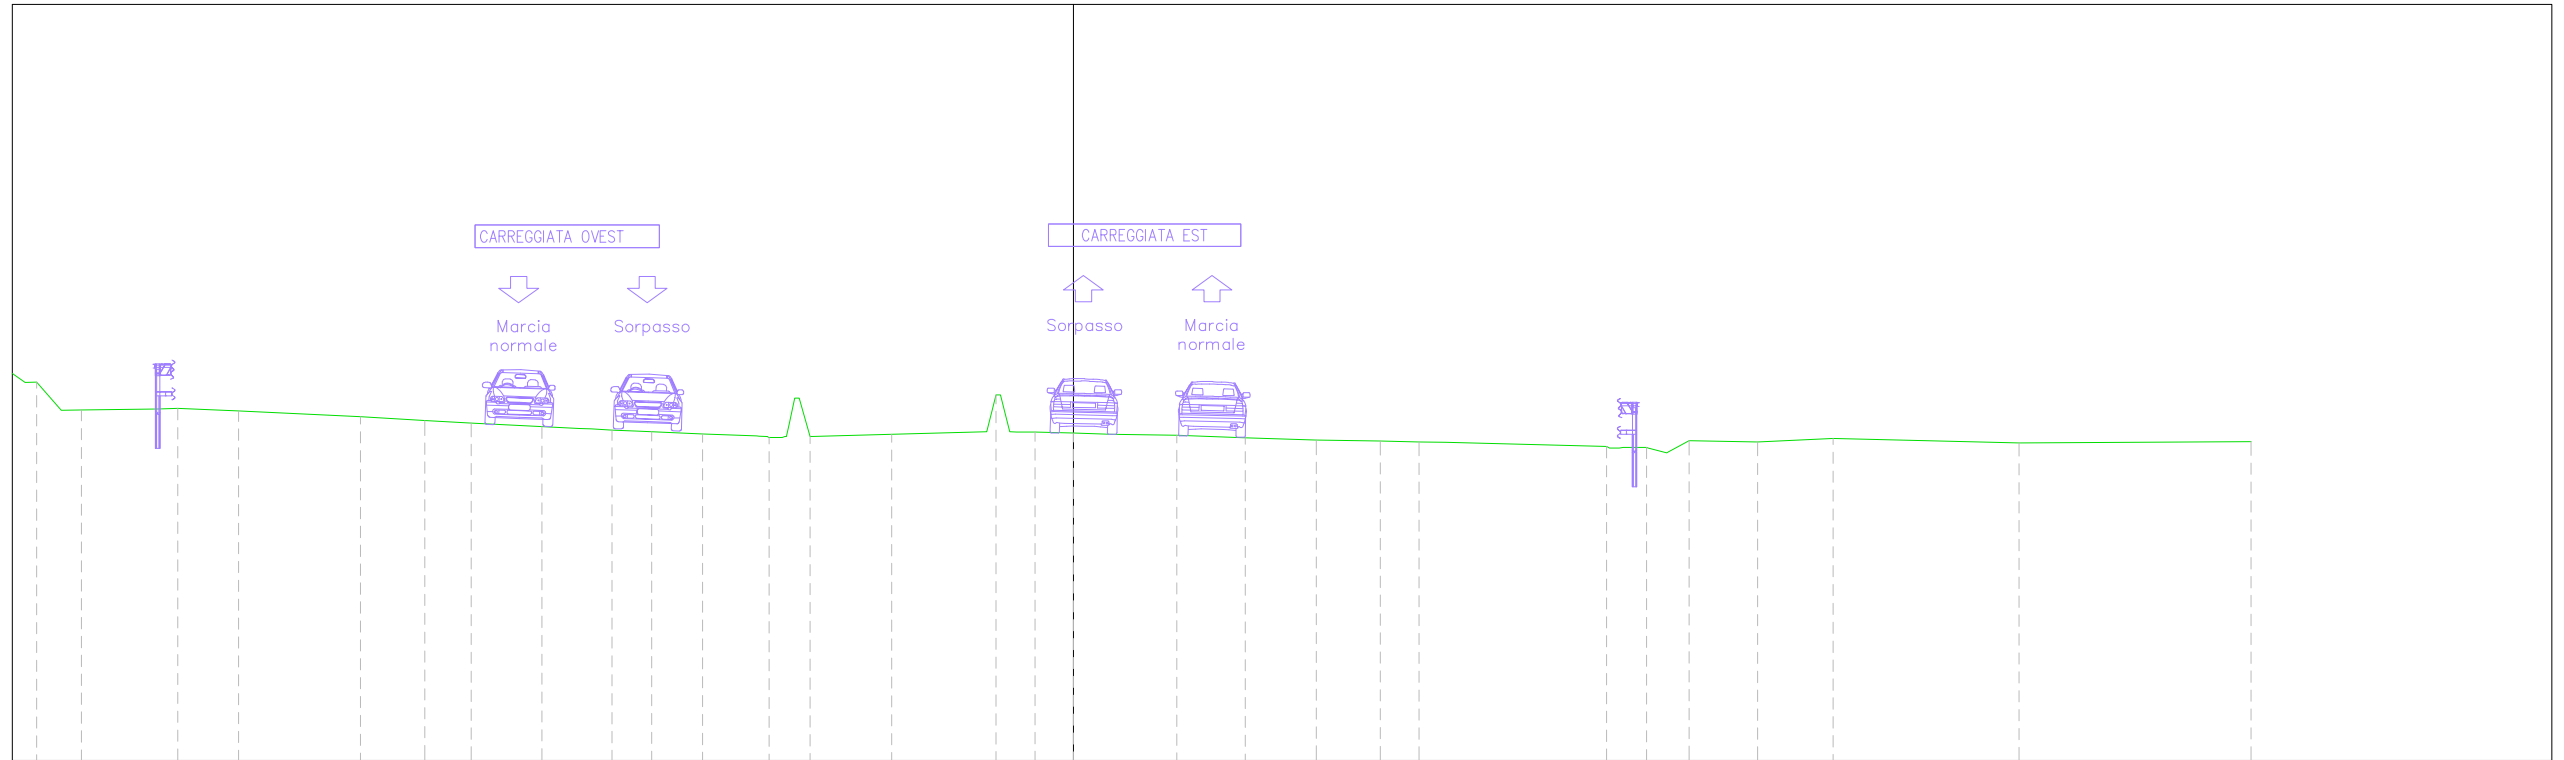 CARREGGIATA OVEST
CARREGGIATA EST
Marcia
normale
Sorpasso
Sorpasso
Marcia
normale